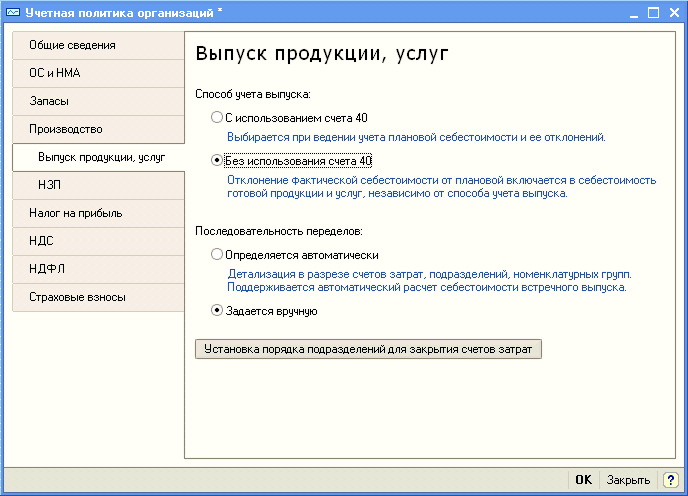 Учетная политика организаций *
Общие сведения
ОС и НМА
Запасы
Производство
Выпуск продукции, услуг
НЗП
Налог на прибыль
НДС
НДФЛ
Страховые взносы
Выпуск продукции, услуг
Способ учета выпуска:
С использованием счета 40
Выбирается при ведении учета плановой себестоимости и ее отклонений.
Без использования счета 40
Отклонение фактической себестоимости от плановой включается в себестоимость
готовой продукции и услуг, независимо от способа учета выпуска.
Последовательность переделов:
Определяется автоматически
Детализация в разрезе счетов затрат, подразделений, номенклатурных групп.
Поддерживается автоматический расчет себестоимости встречного выпуска.
Задается вручную
Установка порядка подразделений для закрытия счетов затрат
OK Закрыть ?